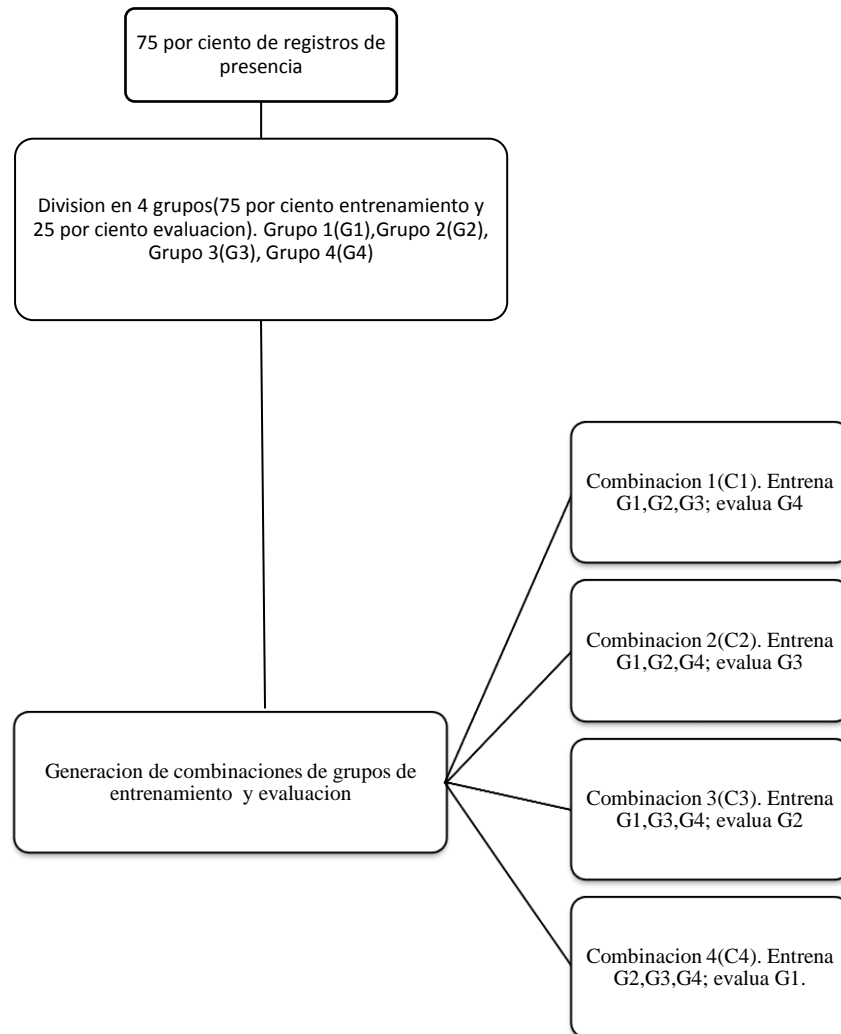 75 por ciento de registros de
presencia
Division en 4 grupos(75 por ciento entrenamiento y
25 por ciento evaluacion). Grupo 1(G1),Grupo 2(G2),
Grupo 3(G3), Grupo 4(G4)
Combinacion 1(C1). Entrena
G1,G2,G3; evalua G4
Combinacion 2(C2). Entrena
G1,G2,G4; evalua G3
Generacion de combinaciones de grupos de
entrenamiento y evaluacion
Combinacion 3(C3). Entrena
G1,G3,G4; evalua G2
Combinacion 4(C4). Entrena
G2,G3,G4; evalua G1.